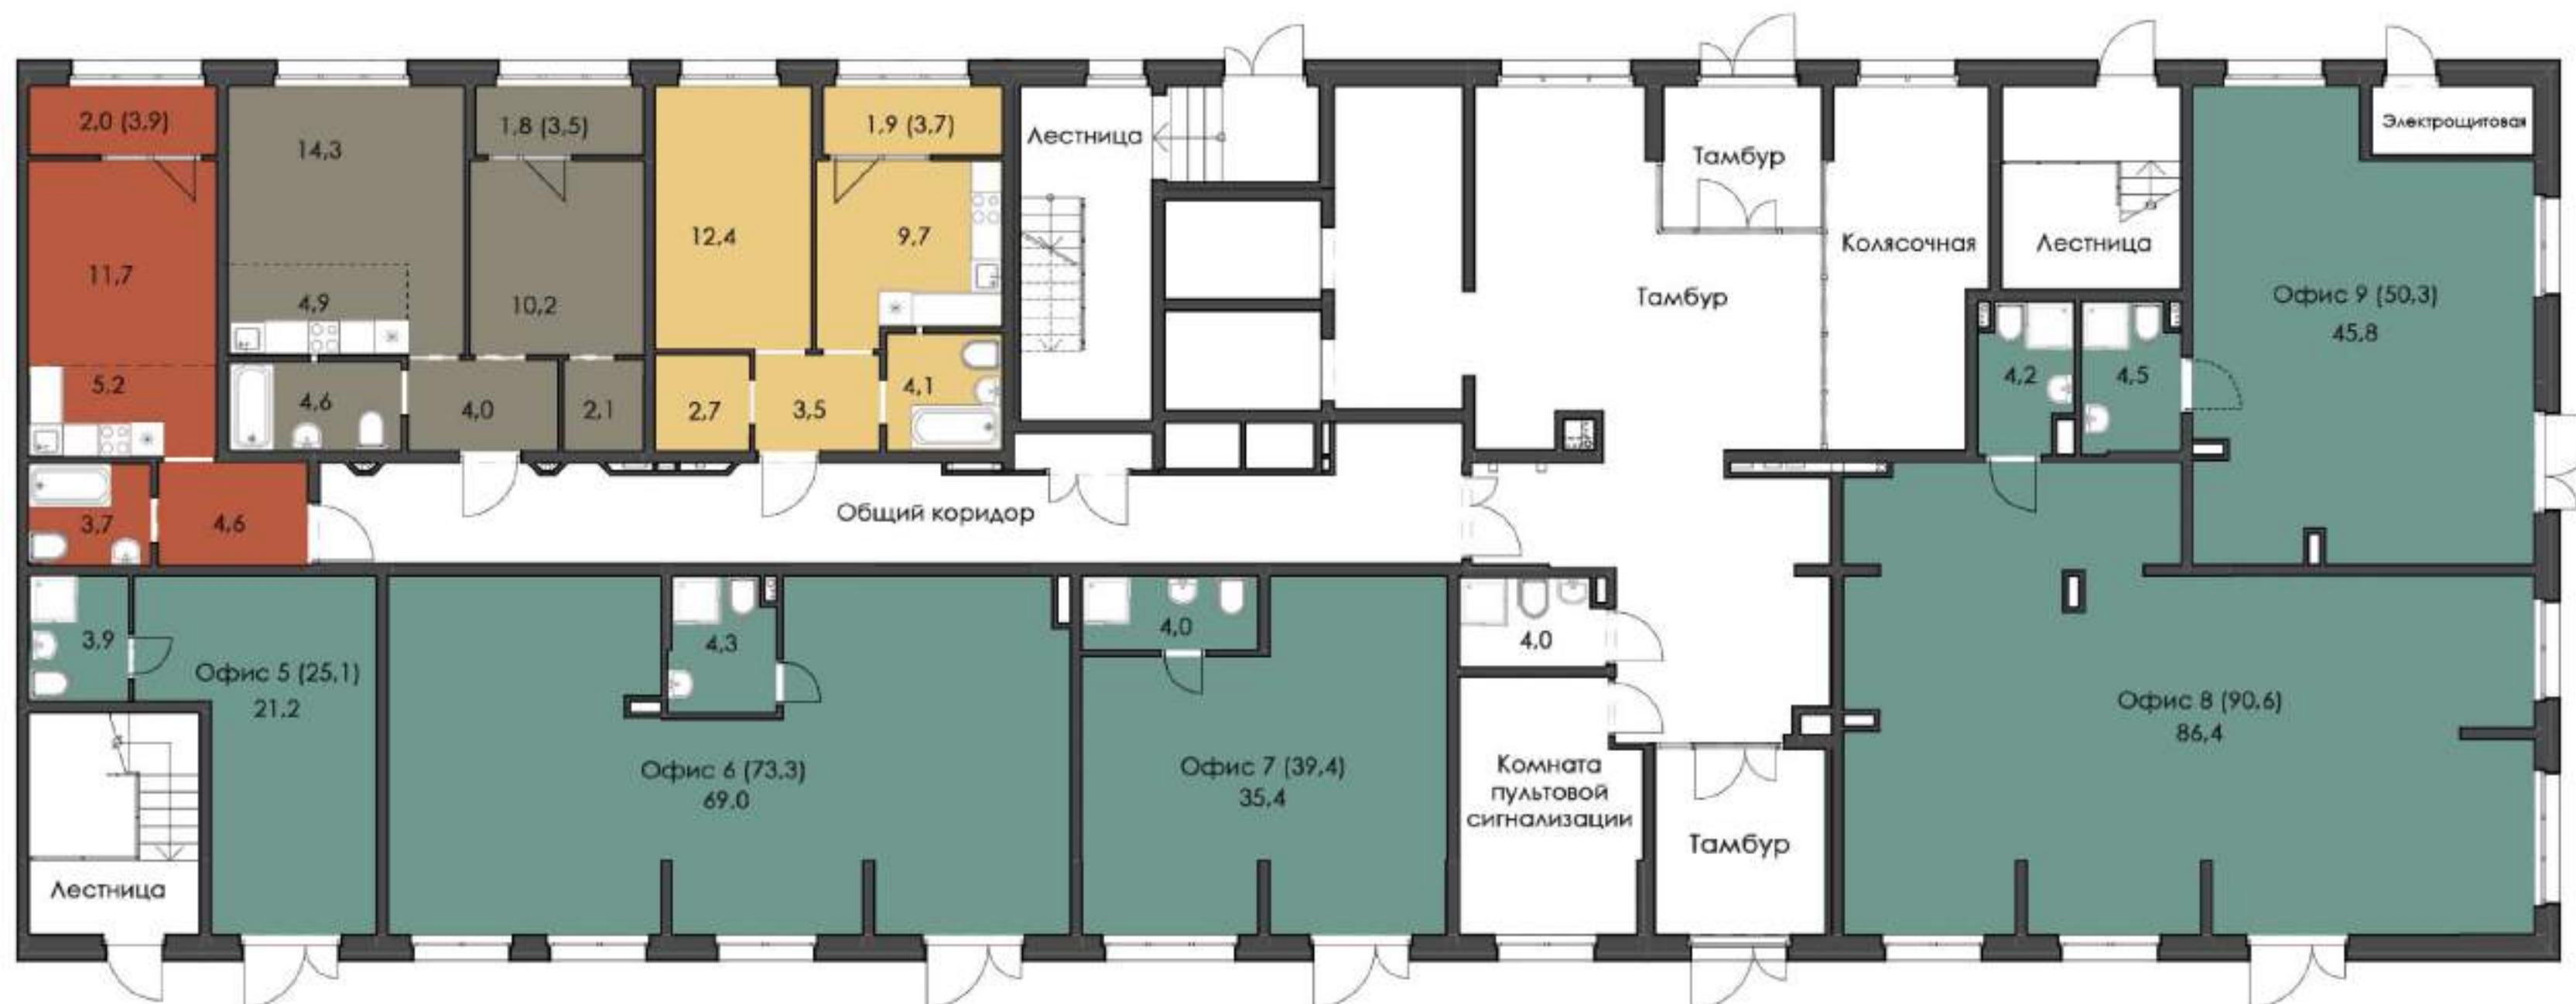 2,0 (3,9)
11,7
5,2
3,7
4,6
14,3
4,9
1,8 (3,5)
10,2
4,6
4,0
2,1
12,4
1,9 (3,7)
9,7
2,7
3,5
4,1
Лестница
Общий коридор
Тамбур
Тамбур
Колясочная
Лестница
Электрощитовая
Офис 9 (50,3)
45,8
4,2
4,5
3,9
Офис 5 (25,1)
21,2
Лестница
4,3
Офис 6 (73,3)
69,0
4,0
Офис 7 (39,4)
35,4
4,0
Комната
пультовой
сигнализации
Тамбур
Офис 8 (90,6)
86,4